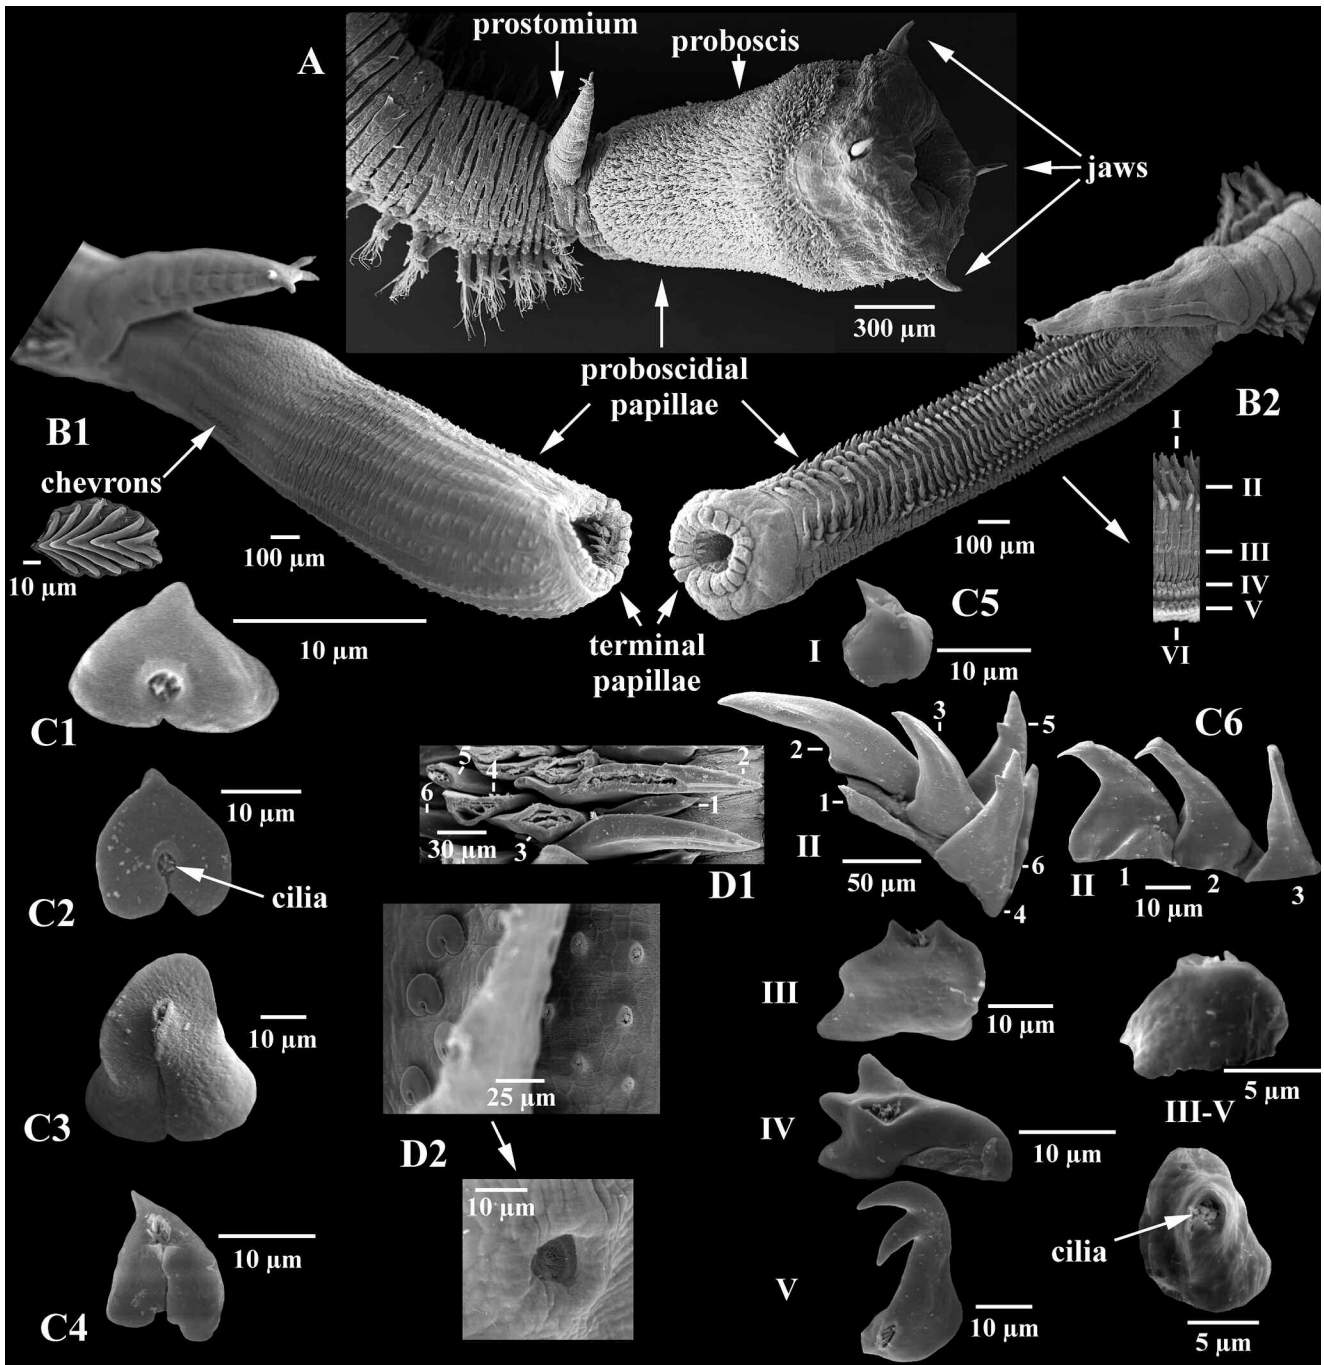 A
prostomium
proboscis
jaws
300 µm
B1
chevrons
10 µm
100 µm
proboscidial
papillae
terminal
papillae
100 µm
B2
I
II
III
IV
V
VI
C1
10 µm
C2
10 µm
cilia
C3
10 µm
C4
10 µm
D1
5
4
2
6
1
3
30 µm
D2
25 µm
10 µm
C5
I
10 µm
II
1
2
3
5
6
4
50 µm
III
10 µm
IV
10 µm
V
10 µm
C6
II
1
2
3
10 µm
5 µm
III-V
cilia
5 µm